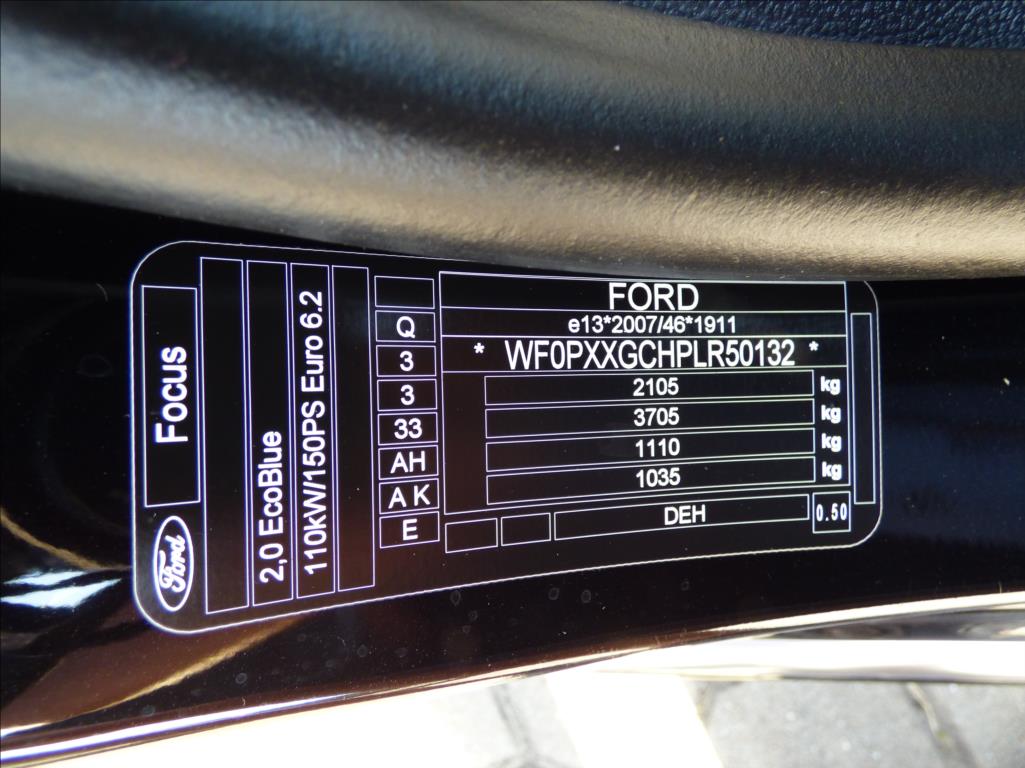 Focus
Ford
2,0 EcoBlue
110kW/150PS Euro 6.2
Q
3
3
33
AH
A K
E
FORD
e13*2007/46*1911
* WF0PXXGCHPLR50132 *
2105 kg
3705 kg
1110 kg
1035 kg
DEH 0.50